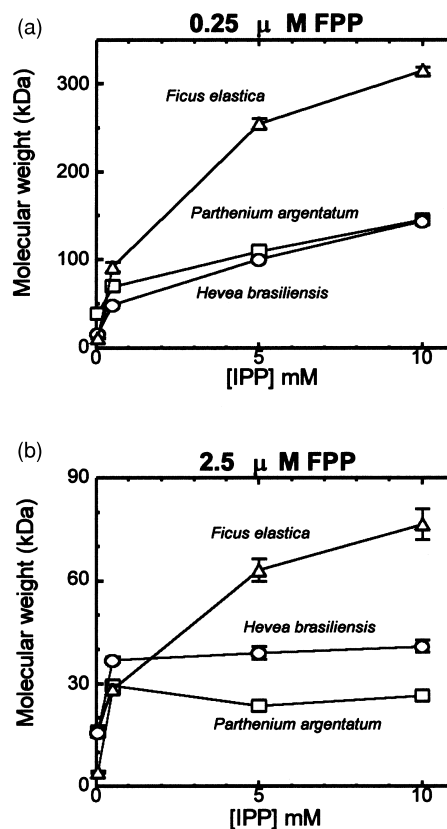 (a)
0.25 μ M FPP
Molecular weight (kDa)
300
200
100
0
Ficus elastica
Parthenium argentatum
Hevea brasiliensis
0 5 10
[IPP] mM
(b)
2.5 μ M FPP
Molecular weight (kDa)
90
60
30
0
Ficus elastica
Hevea brasiliensis
Parthenium argentatum
0 5 10
[IPP] mM